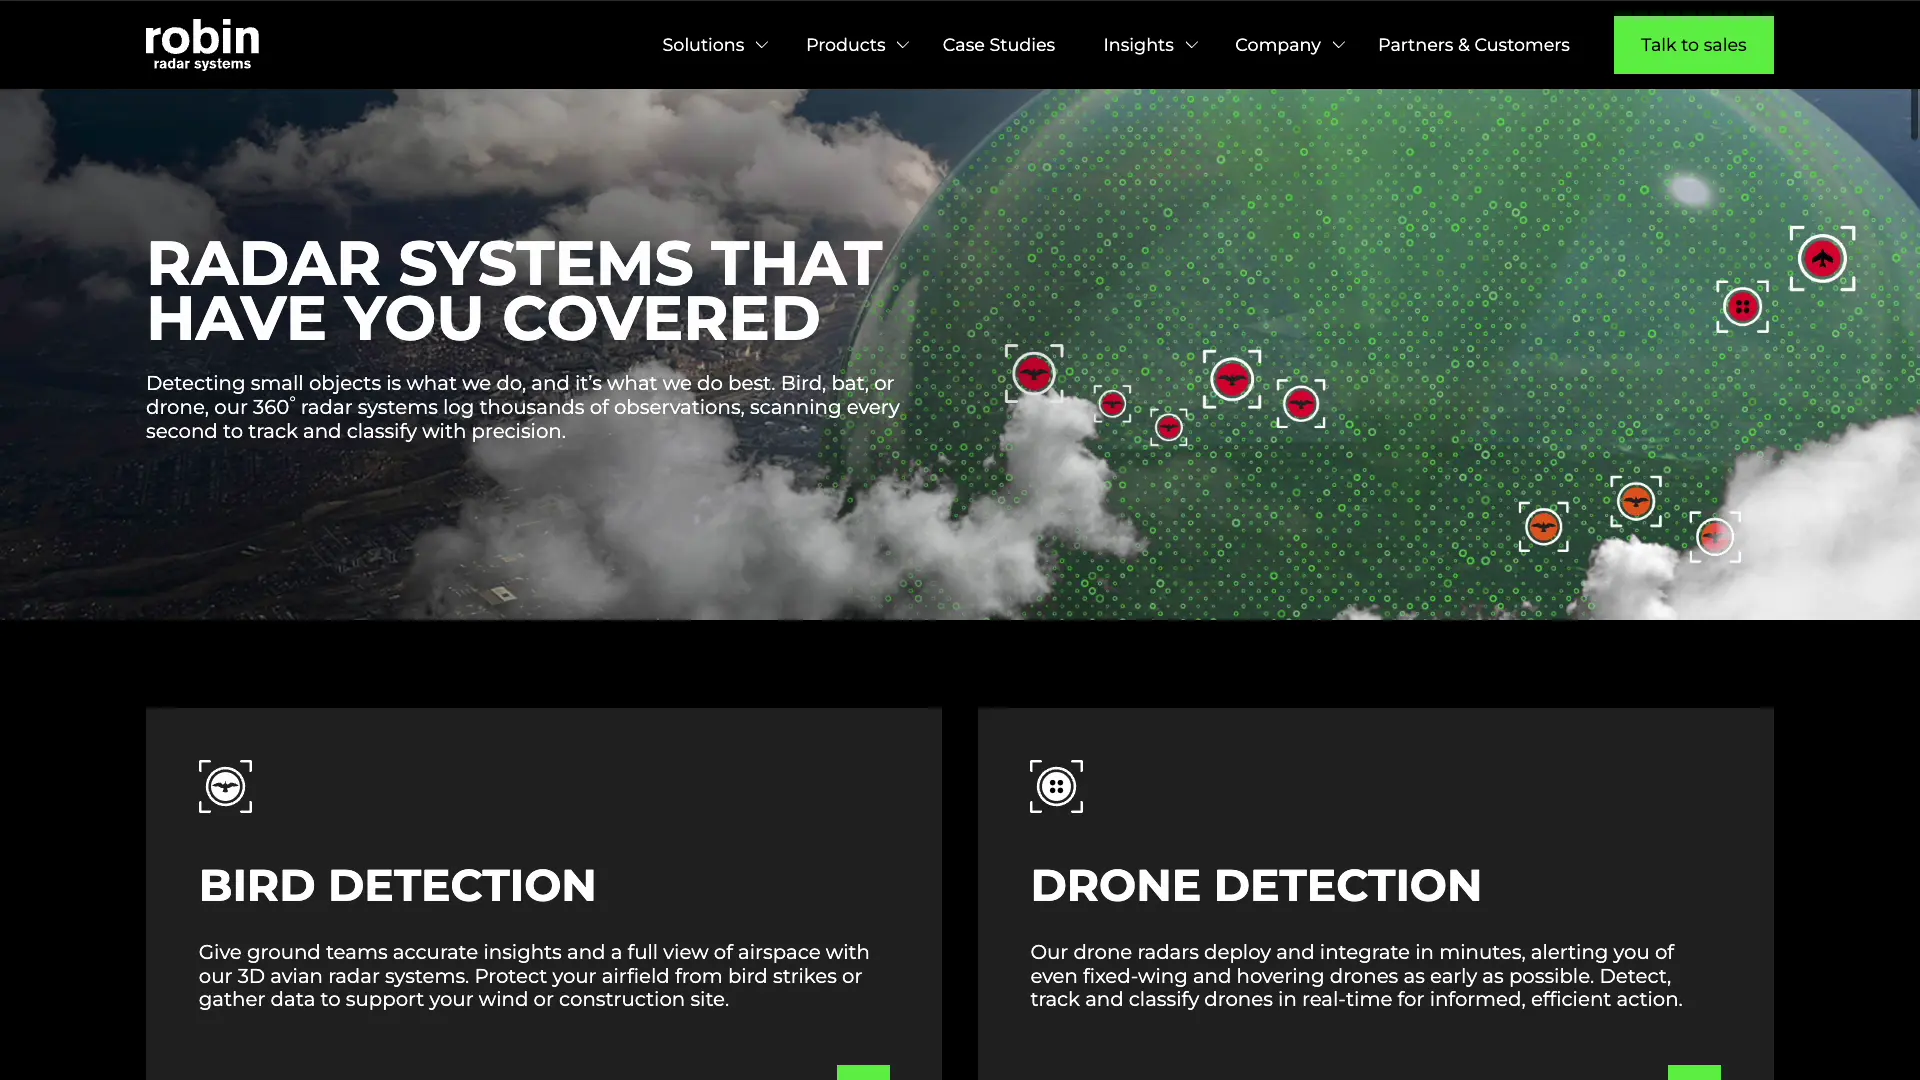 robin
radar systems
Solutions
Products
Case Studies
Insights
Company
Partners & Customers
Talk to sales
RADAR SYSTEMS THAT
HAVE YOU COVERED
Detecting small objects is what we do, and it’s what we do best. Bird, bat, or
drone, our 360° radar systems log thousands of observations, scanning every
second to track and classify with precision.
BIRD DETECTION
Give ground teams accurate insights and a full view of airspace with
our 3D avian radar systems. Protect your airfield from bird strikes or
gather data to support your wind or construction site.
DRONE DETECTION
Our drone radars deploy and integrate in minutes, alerting you of
even fixed-wing and hovering drones as early as possible. Detect,
track and classify drones in real-time for informed, efficient action.